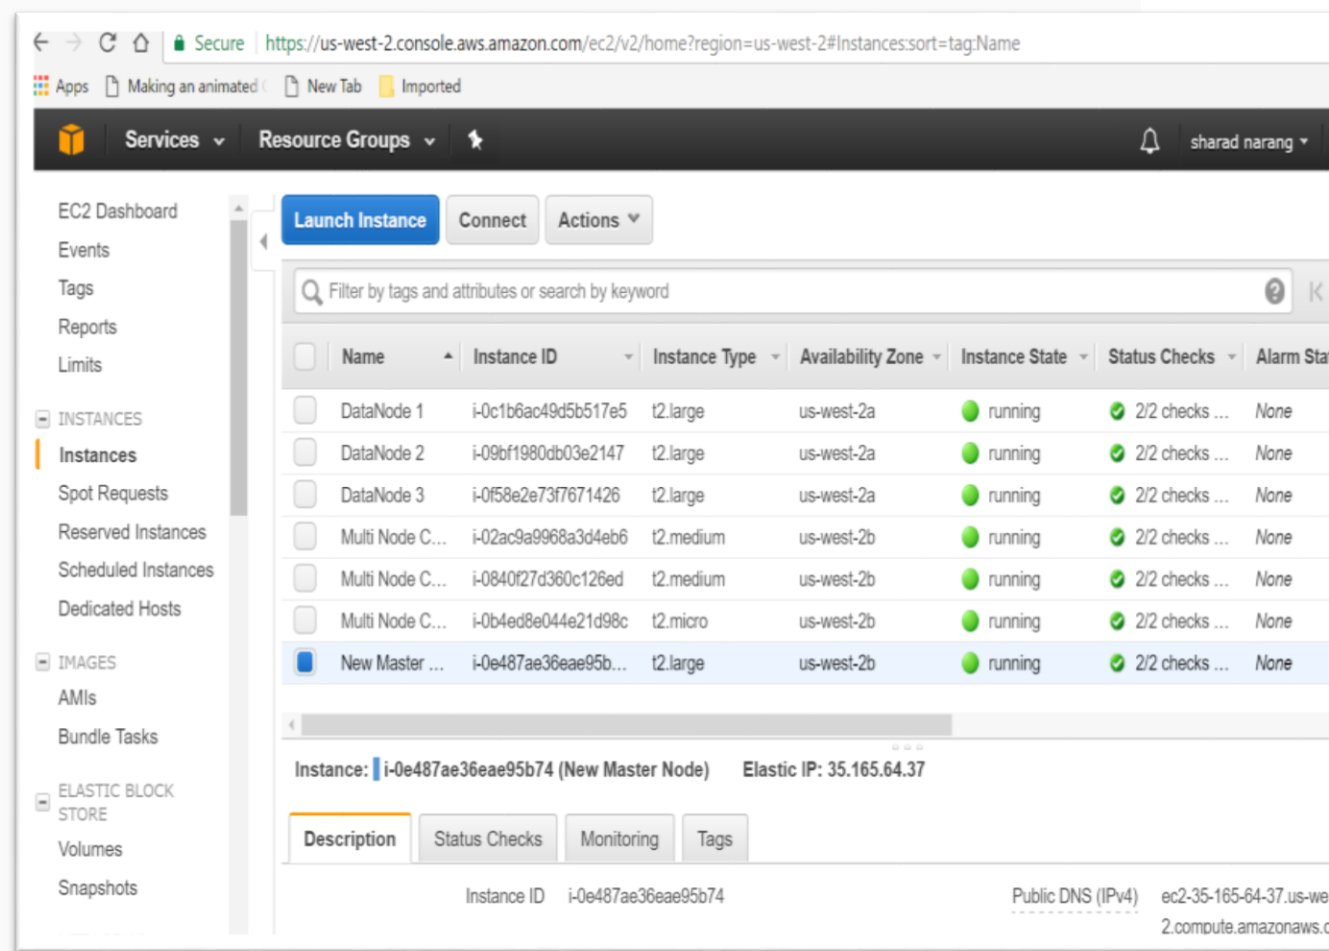 Secure https://us-west-2.console.aws.amazon.com/ec2/v2/home?region=us-west-2#Instances:sort=tag:Name
Apps Making an animated New Tab Imported
Services Resource Groups sharad narang
EC2 Dashboard
Events
Tags
Reports
Limits
INSTANCES
Instances
Spot Requests
Reserved Instances
Scheduled Instances
Dedicated Hosts
IMAGES
AMIs
Bundle Tasks
ELASTIC BLOCK
STORE
Volumes
Snapshots
Launch Instance Connect Actions
Filter by tags and attributes or search by keyword
Name Instance ID Instance Type Availability Zone Instance State Status Checks Alarm Sta
DataNode 1 i-0c1b6ac49d5b517e5 t2.large us-west-2a running 2/2 checks ... None
DataNode 2 i-09bf1980db03e2147 t2.large us-west-2a running 2/2 checks ... None
DataNode 3 i-0f58e2e73f7671426 t2.large us-west-2a running 2/2 checks ... None
Multi Node C... i-02ac9a9968a3d4eb6 t2.medium us-west-2b running 2/2 checks ... None
Multi Node C... i-0840f27d360c126ed t2.medium us-west-2b running 2/2 checks ... None
Multi Node C... i-0b4ed8e044e21d98c t2.micro us-west-2b running 2/2 checks ... None
New Master ... i-0e487ae36eae95b... t2.large us-west-2b running 2/2 checks ... None
Instance: i-0e487ae36eae95b74 (New Master Node) Elastic IP: 35.165.64.37
Description Status Checks Monitoring Tags
Instance ID i-0e487ae36eae95b74 Public DNS (IPv4) ec2-35-165-64-37.us-we
2.compute.amazonaws.c